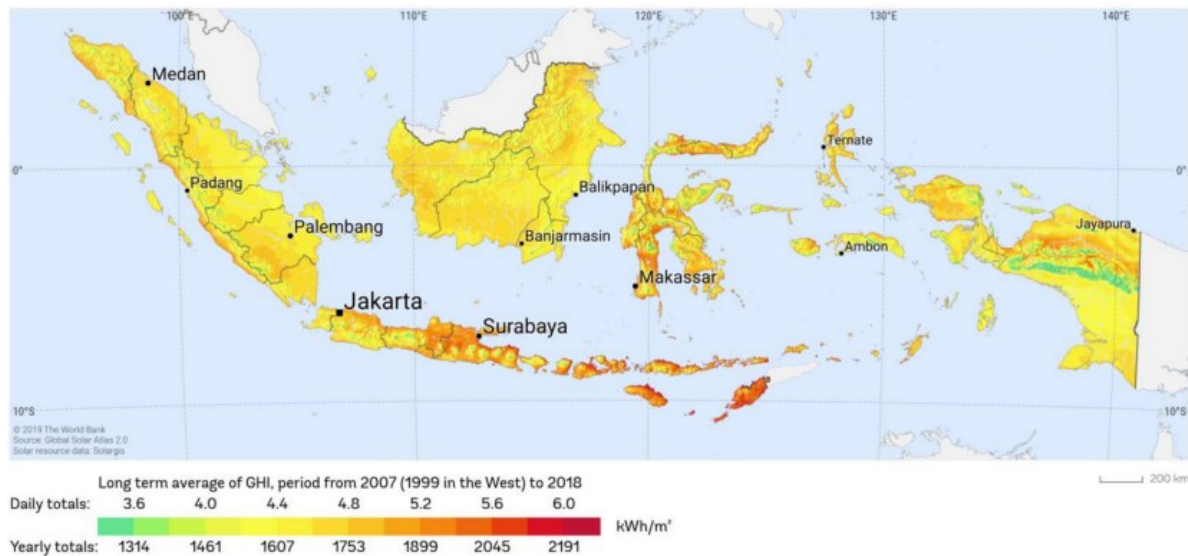 100°E 110°E 120°E 130°E 140°E
Medan
Ternate
0° 0°
Padang
Balikpapan
Palembang
Jayapura
Banjarmasin
Ambon
Makassar
Jakarta
Surabaya
10°S 10°S
© 2019 The World Bank
Source: Global Solar Atlas 2.0
Solar resource data: Solargis
200 km
Long term average of GHI, period from 2007 (1999 in the West) to 2018
Daily totals: 3.6 4.0 4.4 4.8 5.2 5.6 6.0
kWh/m²
Yearly totals: 1314 1461 1607 1753 1899 2045 2191